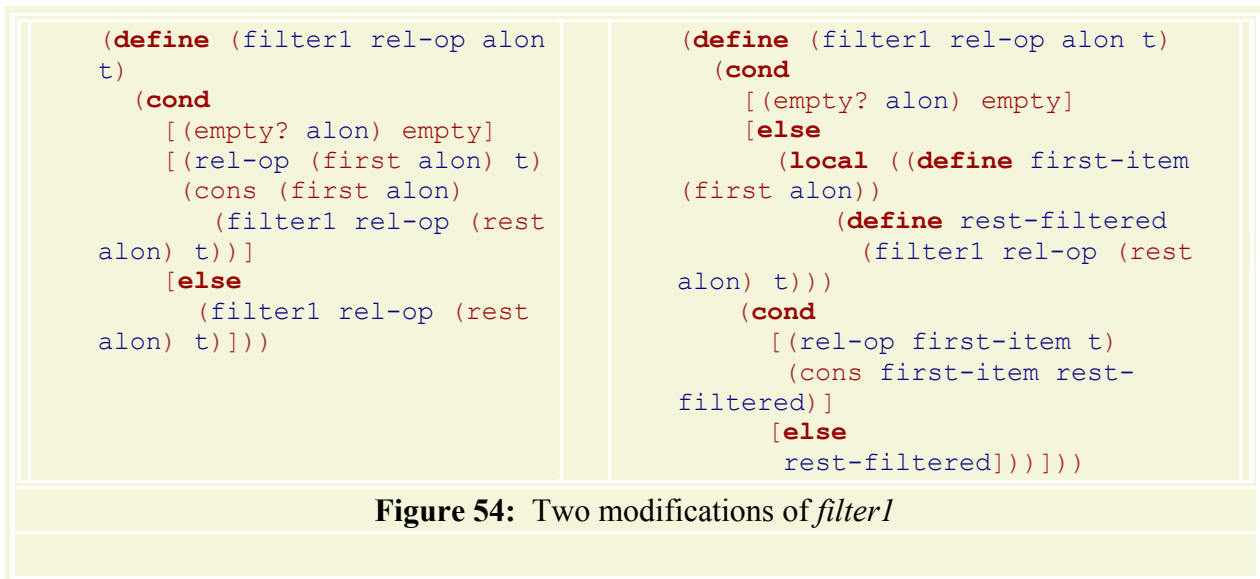 (define (filter1 rel-op alon
t)
(cond
[(empty? alon) empty]
[(rel-op (first alon) t)
(cons (first alon)
(filter1 rel-op (rest
alon) t))]
[else
(filter1 rel-op (rest
alon) t)]))
(define (filter1 rel-op alon t)
(cond
[(empty? alon) empty]
[else
(local ((define first-item
(first alon))
(define rest-filtered
(filter1 rel-op (rest
alon) t)))
(cond
[(rel-op first-item t)
(cons first-item rest-
filtered)]
[else
rest-filtered]))]))
Figure 54: Two modifications of filter1